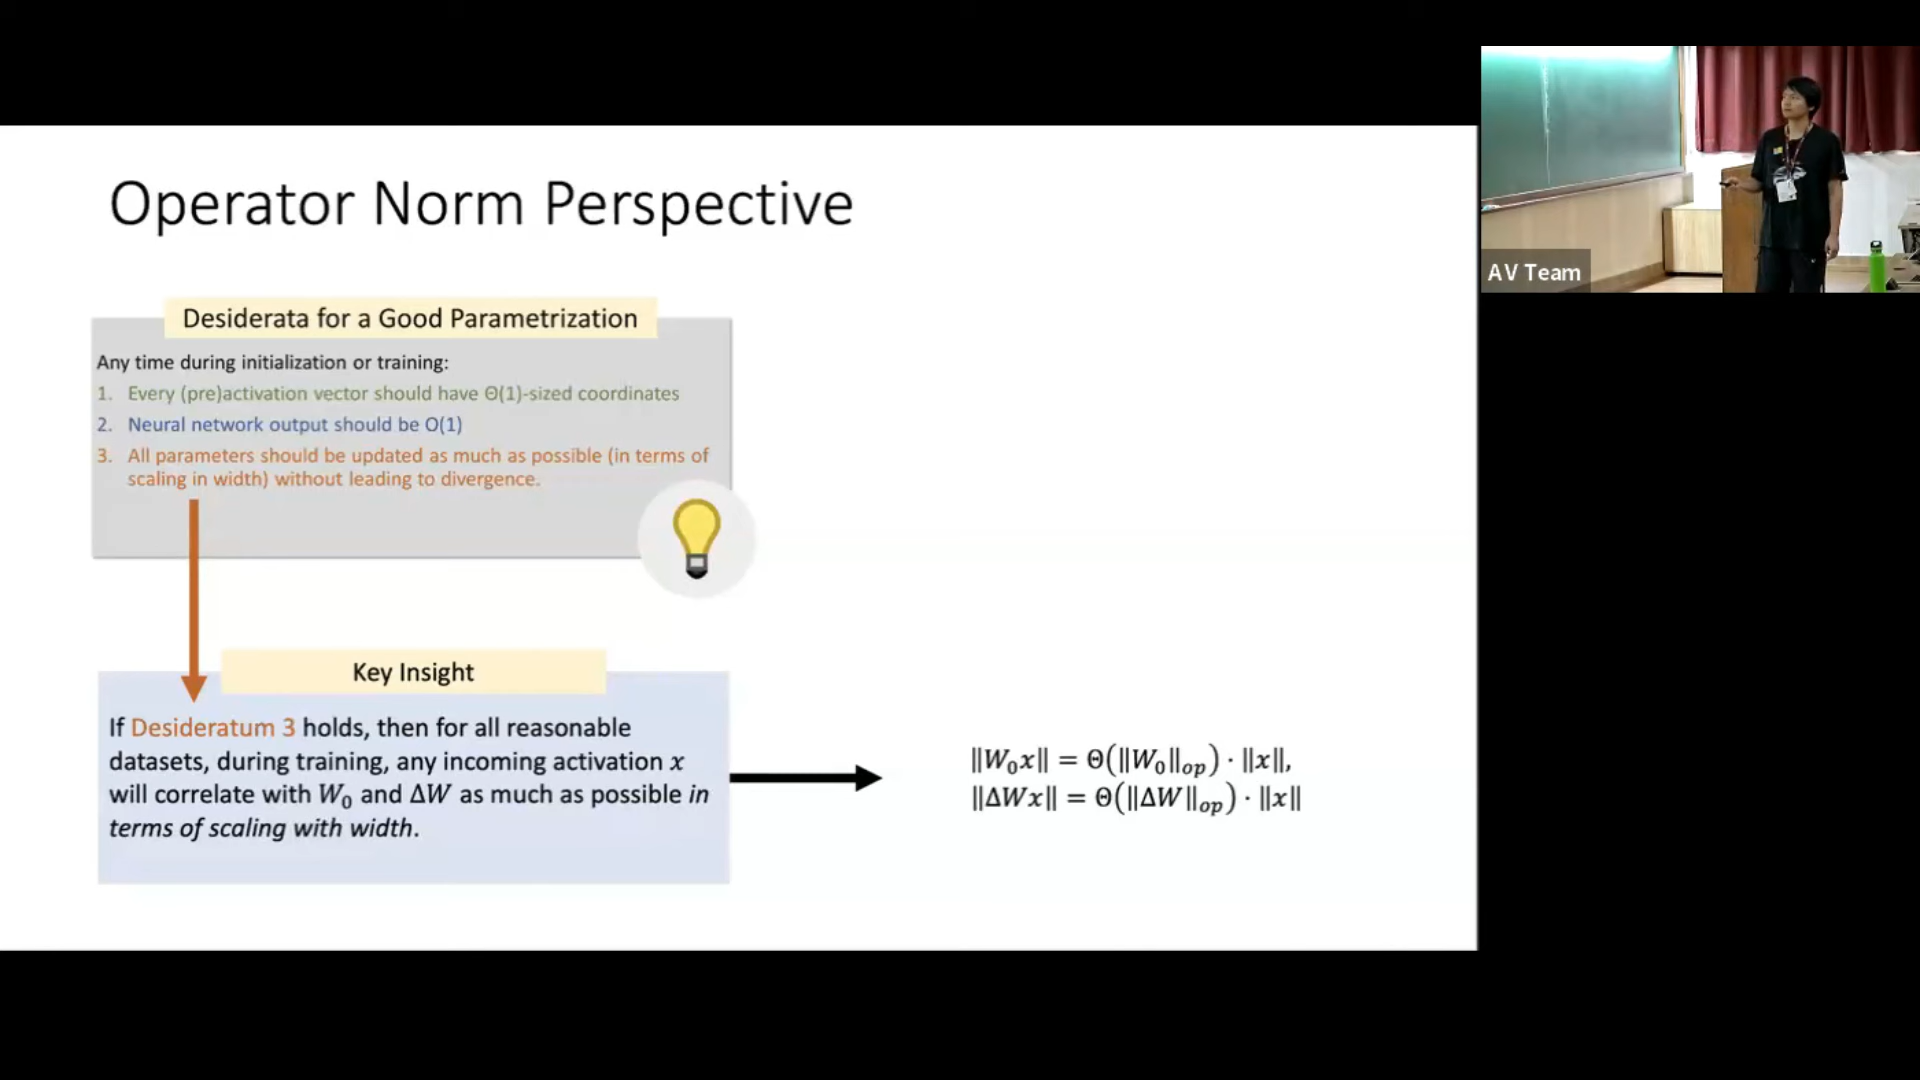 Operator Norm Perspective
Desiderata for a Good Parametrization
Any time during initialization or training:
1. Every (pre)activation vector should have Θ(1)-sized coordinates
2. Neural network output should be O(1)
3. All parameters should be updated as much as possible (in terms of
scaling in width) without leading to divergence.
Key Insight
If Desideratum 3 holds, then for all reasonable
datasets, during training, any incoming activation x
will correlate with W₀ and ΔW as much as possible in
terms of scaling with width.
‖W₀x‖ = Θ(‖W₀‖ₒₚ) · ‖x‖,
‖ΔWx‖ = Θ(‖ΔW‖ₒₚ) · ‖x‖
AV Team